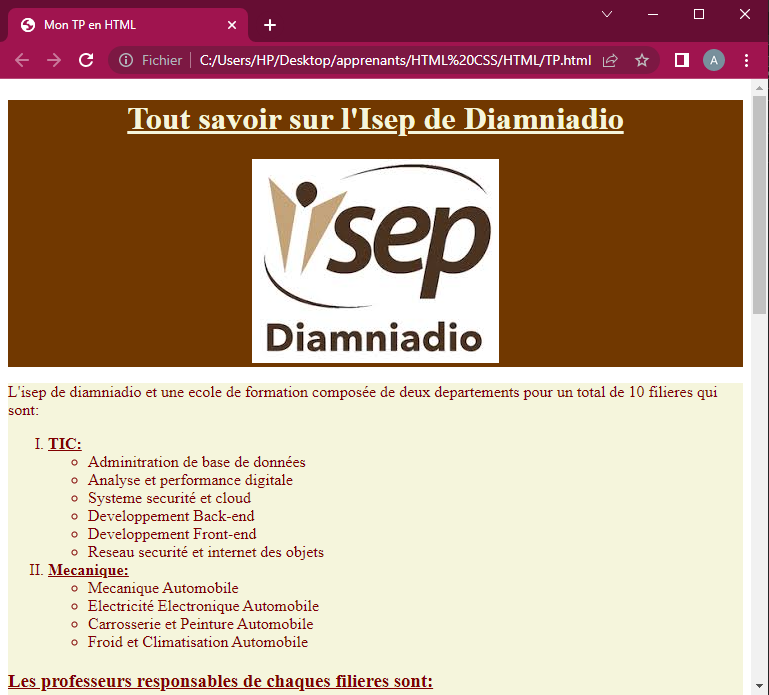 Mon TP en HTML
Fichier C:/Users/HP/Desktop/apprenants/HTML%20CSS/HTML/TP.html
A
Tout savoir sur l'Isep de Diamniadio
isep
Diamniadio
L'isep de diamniadio et une ecole de formation composée de deux departements pour un total de 10 filieres qui
sont:
I. TIC:
Adminitration de base de données
Analyse et performance digitale
Systeme securité et cloud
Developpement Back-end
Developpement Front-end
Reseau securité et internet des objets
II. Mecanique:
Mecanique Automobile
Electricité Electronique Automobile
Carrosserie et Peinture Automobile
Froid et Climatisation Automobile
Les professeurs responsables de chaques filieres sont: